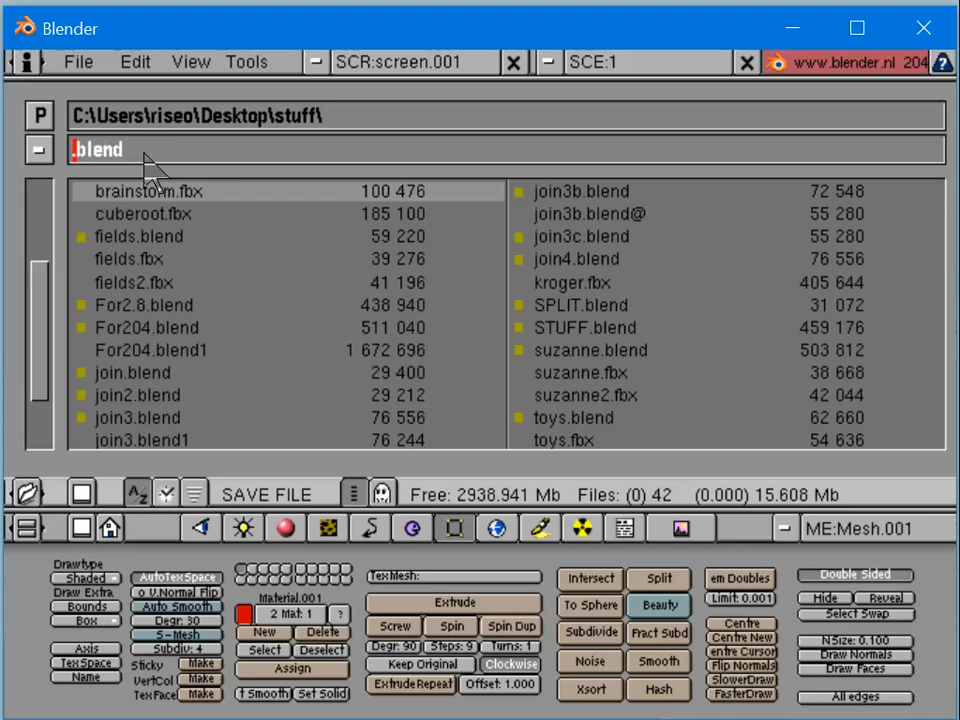 Blender
File Edit View Tools SCR:screen.001 SCE:1 www.blender.nl 204
P C:\Users\riseo\Desktop\stuff\
.blend
brainstorm.fbx 100 476 join3b.blend 72 548
cuberoot.fbx 185 100 join3b.blend@ 55 280
fields.blend 59 220 join3c.blend 55 280
fields.fbx 39 276 join4.blend 76 556
fields2.fbx 41 196 kroger.fbx 405 644
For2.8.blend 438 940 SPLIT.blend 31 072
For204.blend 511 040 STUFF.blend 459 176
For204.blend1 1 672 696 suzanne.blend 503 812
join.blend 29 400 suzanne.fbx 38 668
join2.blend 29 212 suzanne2.fbx 42 044
join3.blend 76 556 toys.blend 62 660
join3.blend1 76 244 toys.fbx 54 636
SAVE FILE Free: 2938.941 Mb Files: (0) 42 (0.000) 15.608 Mb
ME:Mesh.001
Drawtype
Shaded
Draw Extra
Bounds
Box
Axis
TexSpace
Name
AutoTexSpace
o V.Normal Flip
Auto Smooth
Degr: 30
S-Mesh
Subdiv: 4
Sticky Make
VertCol Make
TexFace Make
Material.001
2 Mat: 1 ?
New Delete
Select Deselect
Assign
t Smooth Set Solid
TexMesh:
Extrude
Screw Spin Spin Dup
Degr: 90 Steps: 9 Turns: 1
Keep Original Clockwise
ExtrudeRepeat Offset: 1.000
Intersect Split
To Sphere Beauty
Subdivide Fract Subd
Noise Smooth
Xsort Hash
em Doubles
Limit: 0.001
Centre
Centre New
entre Cursor
Flip Normals
SlowerDraw
FasterDraw
Double Sided
Hide Reveal
Select Swap
NSize: 0.100
Draw Normals
Draw Faces
All edges